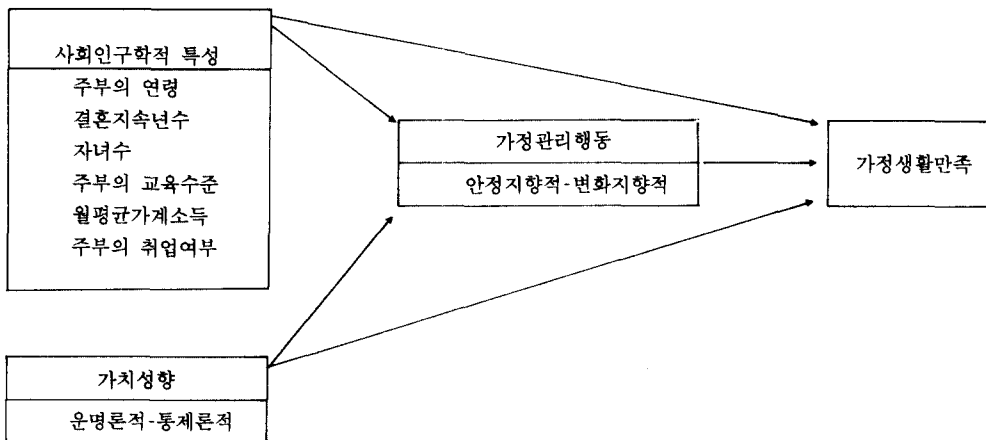 사회인구학적 특성
주부의 연령
결혼지속년수
자녀수
주부의 교육수준
월평균가계소득
주부의 취업여부
가정관리행동
안정지향적-변화지향적
가정생활만족
가치성향
운명론적-통제론적